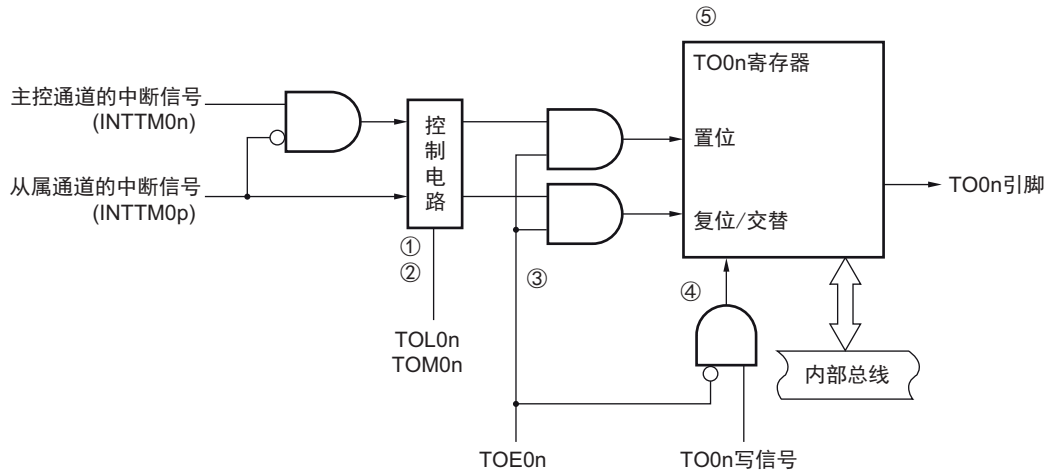 ⑤
TO0n寄存器
主控通道的中断信号
(INTTM0n)
控制电路
置位
从属通道的中断信号
(INTTM0p)
TO0n引脚
复位/交替
①
②
③
④
TOL0n
TOM0n
内部总线
TOE0n
TO0n写信号